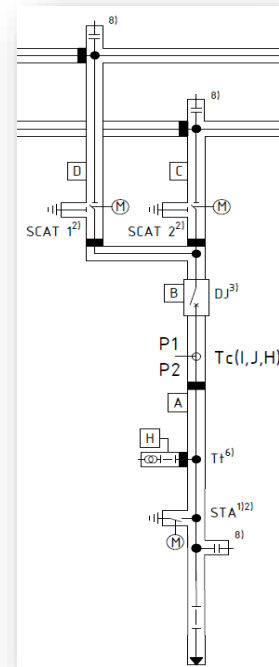 8)
8)
D
C
M
M
SCAT 1²⁾
SCAT 2²⁾
B
DJ³⁾
P1
Tc(I,J,H)
P2
A
H
Tt⁶⁾
STA¹⁾²⁾
M
8)